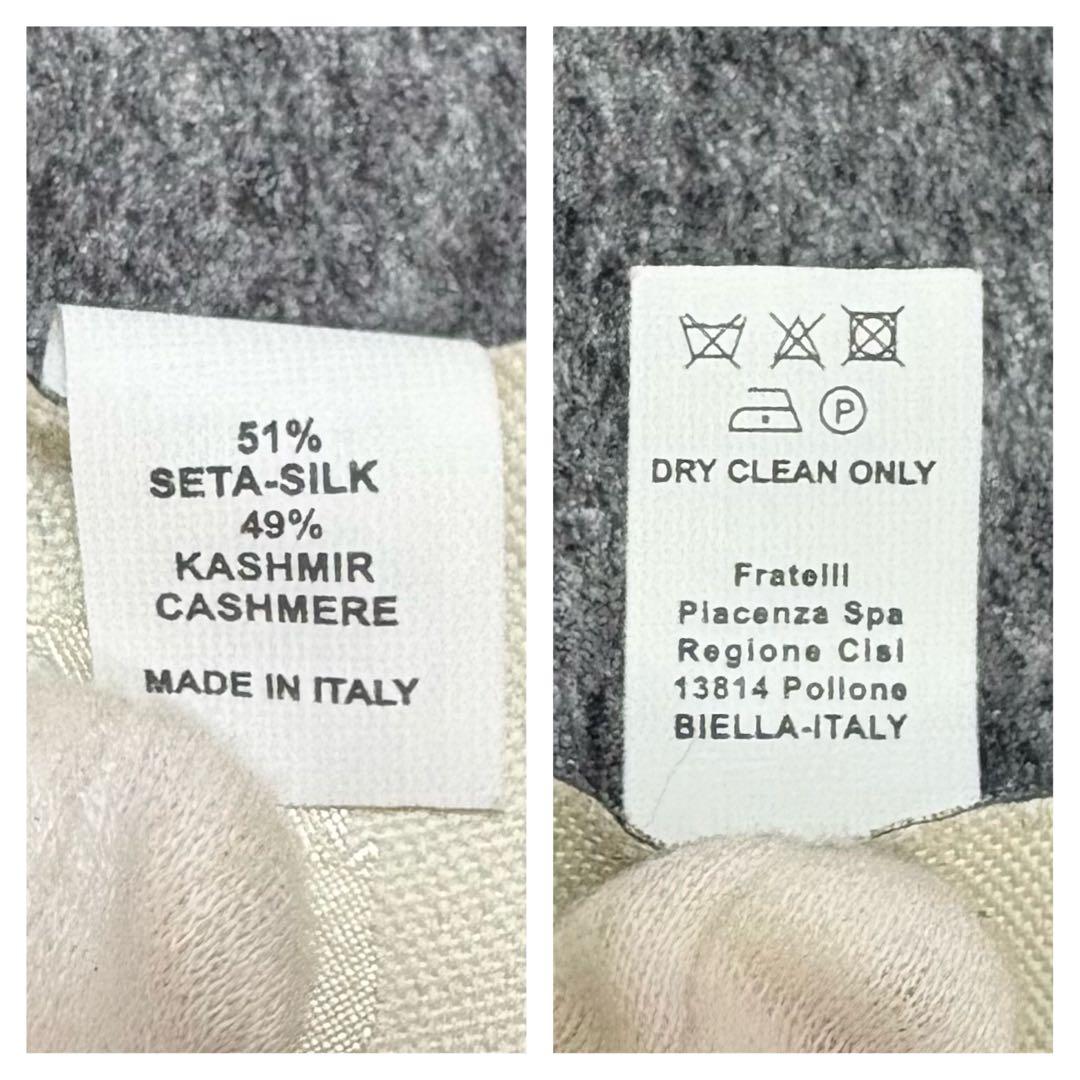 51%
SETA-SILK
49%
KASHMIR
CASHMERE
MADE IN ITALY
P
DRY CLEAN ONLY
Fratelli
Piacenza Spa
Regione Cisi
13814 Pollone
BIELLA-ITALY